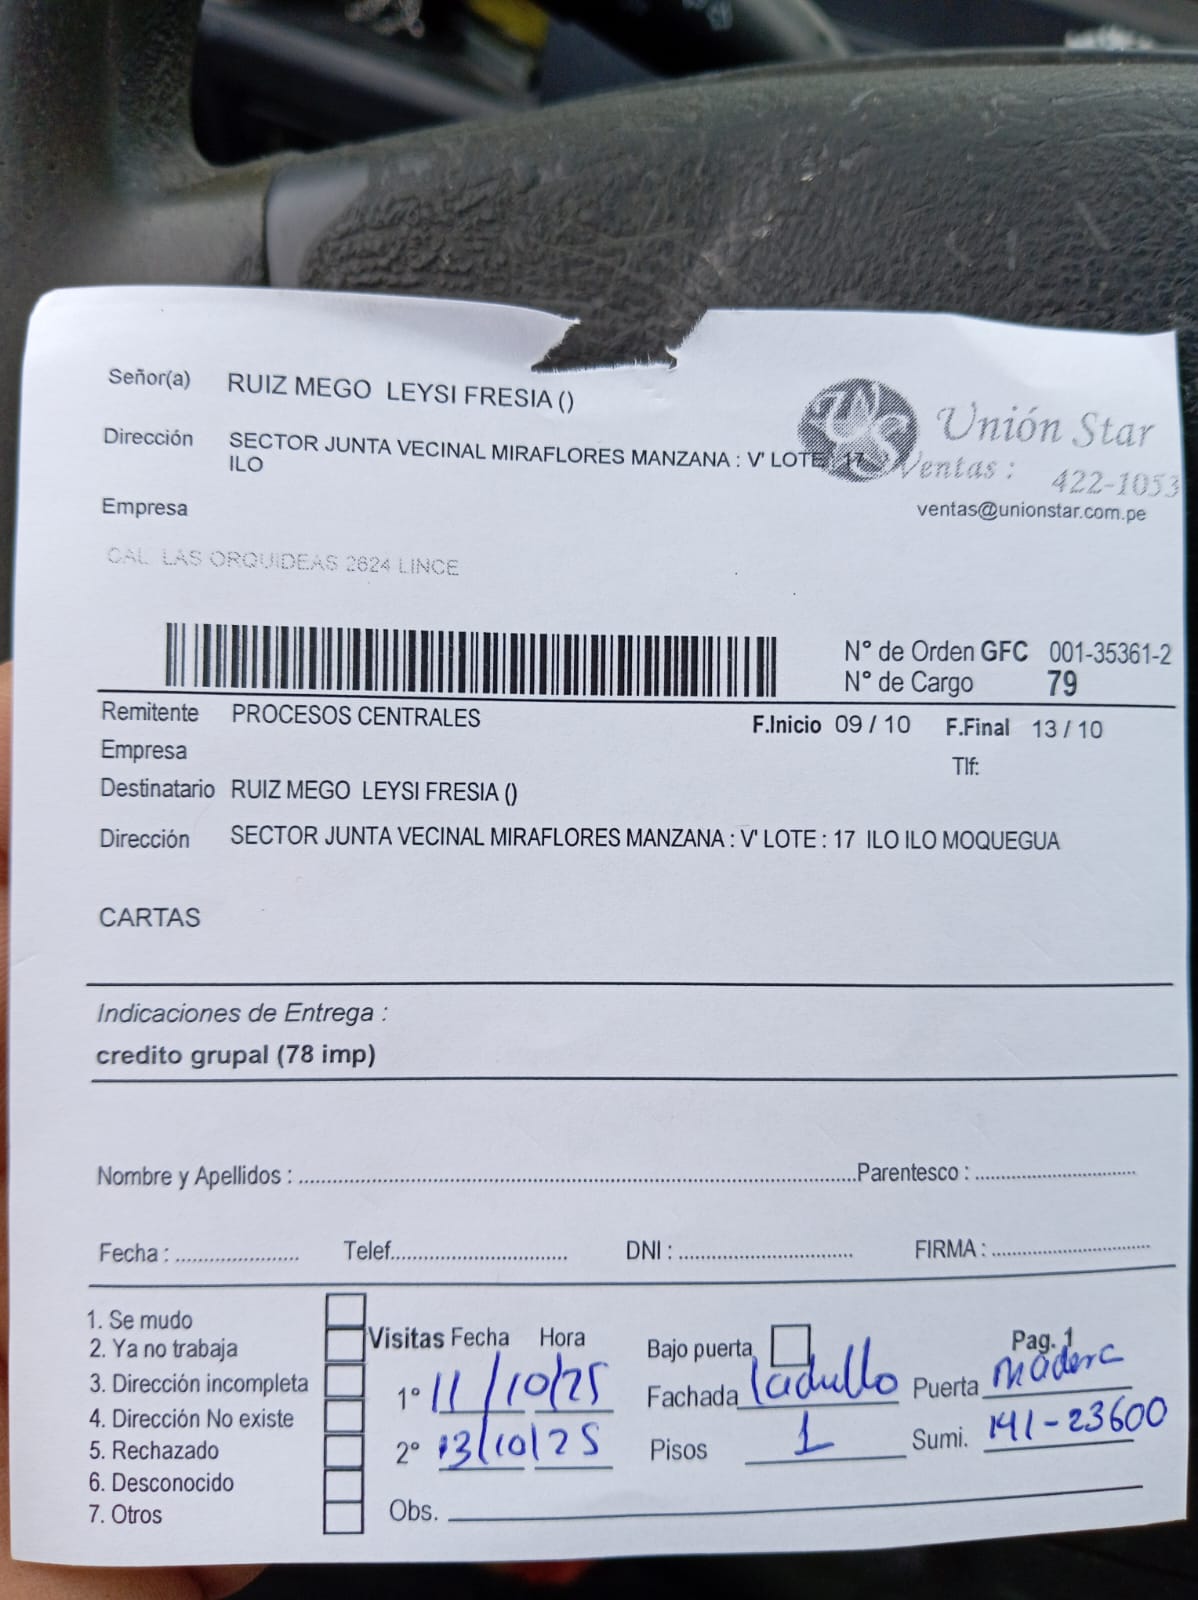 Señor(a) RUIZ MEGO LEYSI FRESIA ()
Unión Star
Dirección SECTOR JUNTA VECINAL MIRAFLORES MANZANA : V' LOTE : 17
ILO
Ventas : 422-1053
Empresa
ventas@unionstar.com.pe
CAL LAS ORQUIDEAS 2624 LINCE
N° de Orden GFC 001-35361-2
N° de Cargo 79
Remitente PROCESOS CENTRALES
F.Inicio 09 / 10 F.Final 13 / 10
Empresa
Tlf:
Destinatario RUIZ MEGO LEYSI FRESIA ()
Dirección SECTOR JUNTA VECINAL MIRAFLORES MANZANA : V' LOTE : 17 ILO ILO MOQUEGUA
CARTAS
Indicaciones de Entrega :
credito grupal (78 imp)
Nombre y Apellidos : Parentesco :
Fecha : Telef. DNI : FIRMA :
1. Se mudo
2. Ya no trabaja
3. Dirección incompleta
4. Dirección No existe
5. Rechazado
6. Desconocido
7. Otros
Visitas Fecha Hora
1° 11/10/25
2° 13/10/25
Obs.
Bajo puerta
Pag. 1
Fachada ladrillo Puerta madera
Pisos 1 Sumi. 141-23600